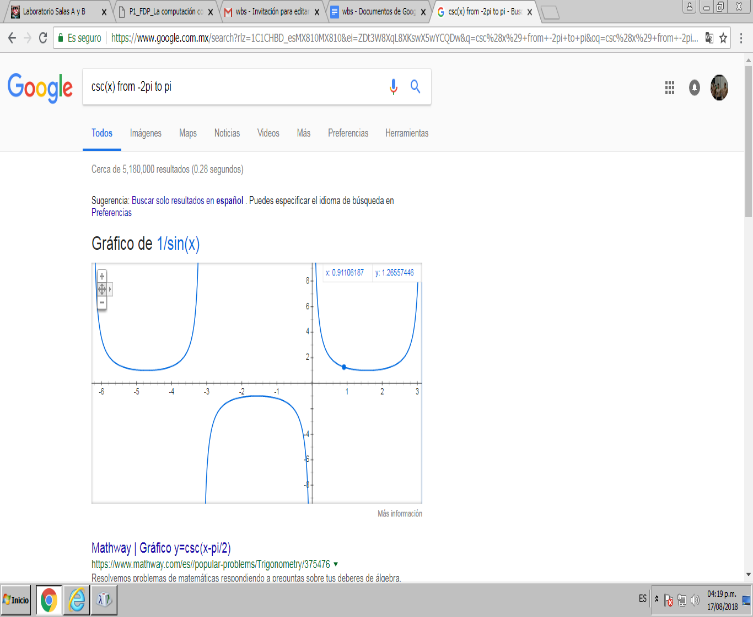 Laboratorio Salas A y B
P1_FDP_La computación co
wbs - Invitación para editar
wbs - Documentos de Goog
csc(x) from -2pi to pi - Bus
Es seguro
https://www.google.com.mx/search?rlz=1C1CHBD_esMX810MX810&ei=ZDt3W8XqL8XKswX5wYCQDw&q=csc%28x%29+from+-2pi+to+pi&oq=csc%28x%29+from+-2pi...
Google
csc(x) from -2pi to pi
Todos Imágenes Maps Noticias Videos Más Preferencias Herramientas
Cerca de 5,180,000 resultados (0.28 segundos)
Sugerencia: Buscar solo resultados en español . Puedes especificar el idioma de búsqueda en
Preferencias
Gráfico de 1/sin(x)
x: 0.91106187 y: 1.26557446
8
6
4
2
-6 -5 -4 -3 -2 -1 1 2 3
-4
-6
-8
Más información
Mathway | Gráfico y=csc(x-pi/2)
https://www.mathway.com/es//popular-problems/Trigonometry/375476
Resolvemos problemas de matemáticas respondiendo a preguntas sobre tus deberes de álgebra,
Inicio
ES
04:19 p.m.
17/08/2018